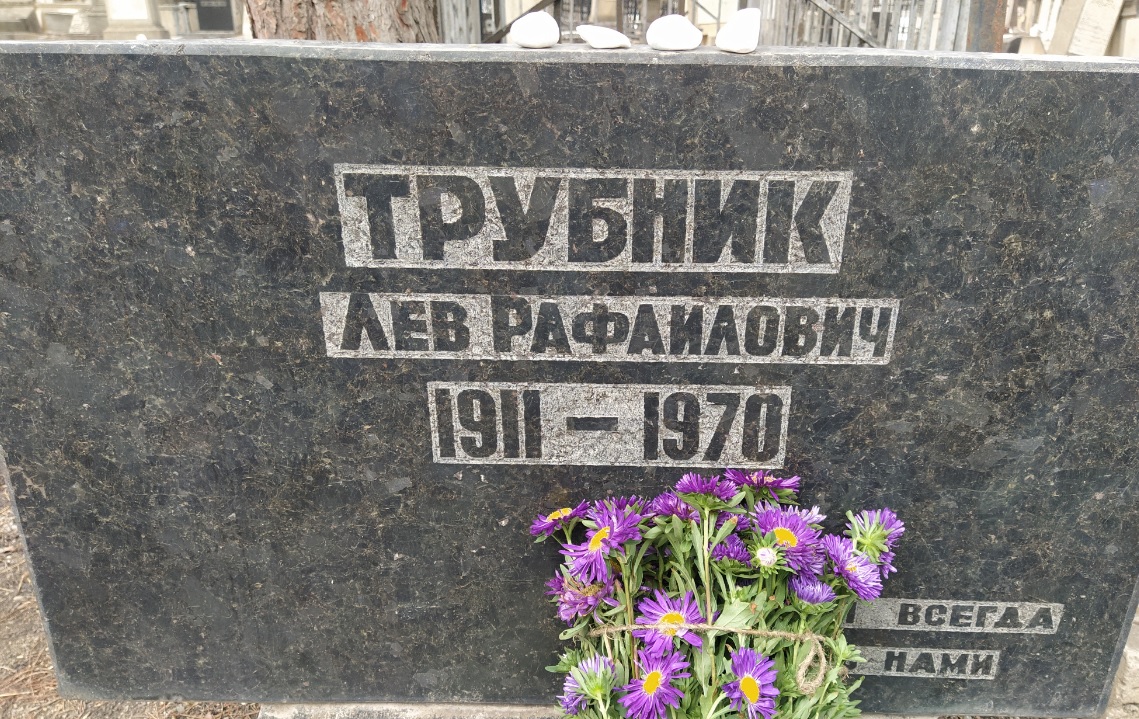 ТРУБНИК
ЛЕВ РАФАИЛОВИЧ
1911 – 1970
ВСЕГДА
НАМИ